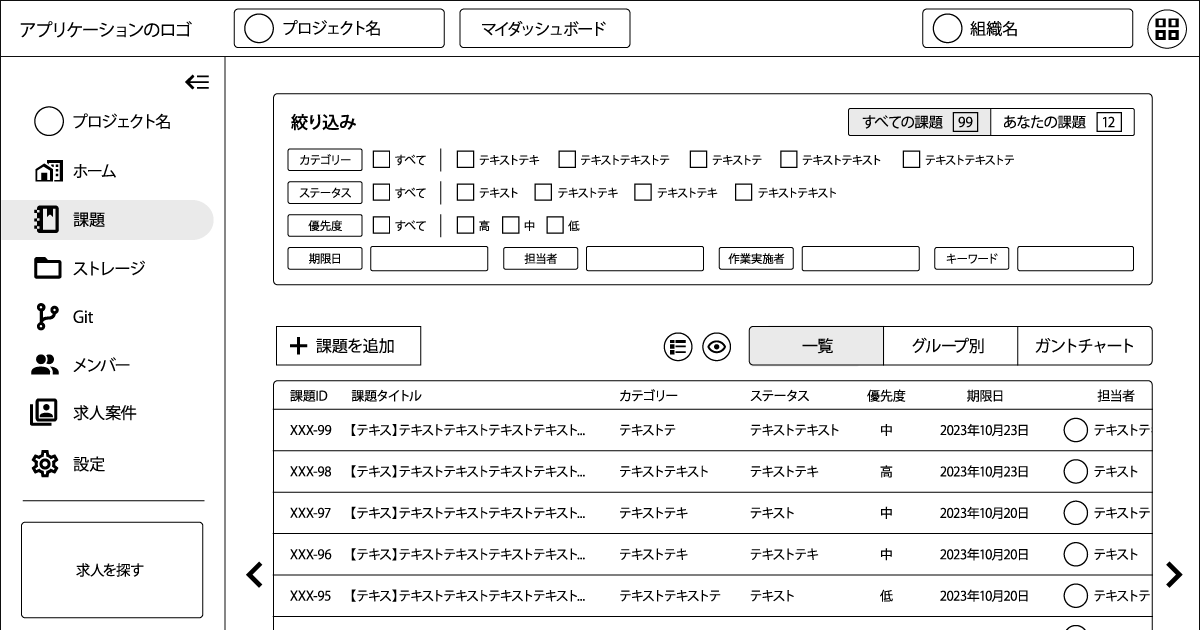 アプリケーションのロゴ
プロジェクト名
マイダッシュボード
組織名
プロジェクト名
ホーム
課題
ストレージ
Git
メンバー
求人案件
設定
求人を探す
絞り込み
すべての課題 99 あなたの課題 12
カテゴリー すべて テキストテキ テキストテキストテ テキストテ テキストテキスト テキストテキストテ
ステータス すべて テキスト テキストテキ テキストテキ テキストテキスト
優先度 すべて 高 中 低
期限日 担当者 作業実施者 キーワード
課題を追加 一覧 グループ別 ガントチャート
課題ID 課題タイトル カテゴリー ステータス 優先度 期限日 担当者
XXX-99 【テキス】テキストテキストテキストテキスト... テキストテ テキストテキスト 中 2023年10月23日 テキストテ
XXX-98 【テキス】テキストテキストテキストテキスト... テキストテキスト テキストテキ 高 2023年10月23日 テキスト
XXX-97 【テキス】テキストテキストテキストテキスト... テキストテキ テキスト 中 2023年10月20日 テキストテ
XXX-96 【テキス】テキストテキストテキストテキスト... テキストテキ テキストテキ 中 2023年10月20日 テキスト
XXX-95 【テキス】テキストテキストテキストテキスト... テキストテキストテ テキスト 低 2023年10月20日 テキストテ